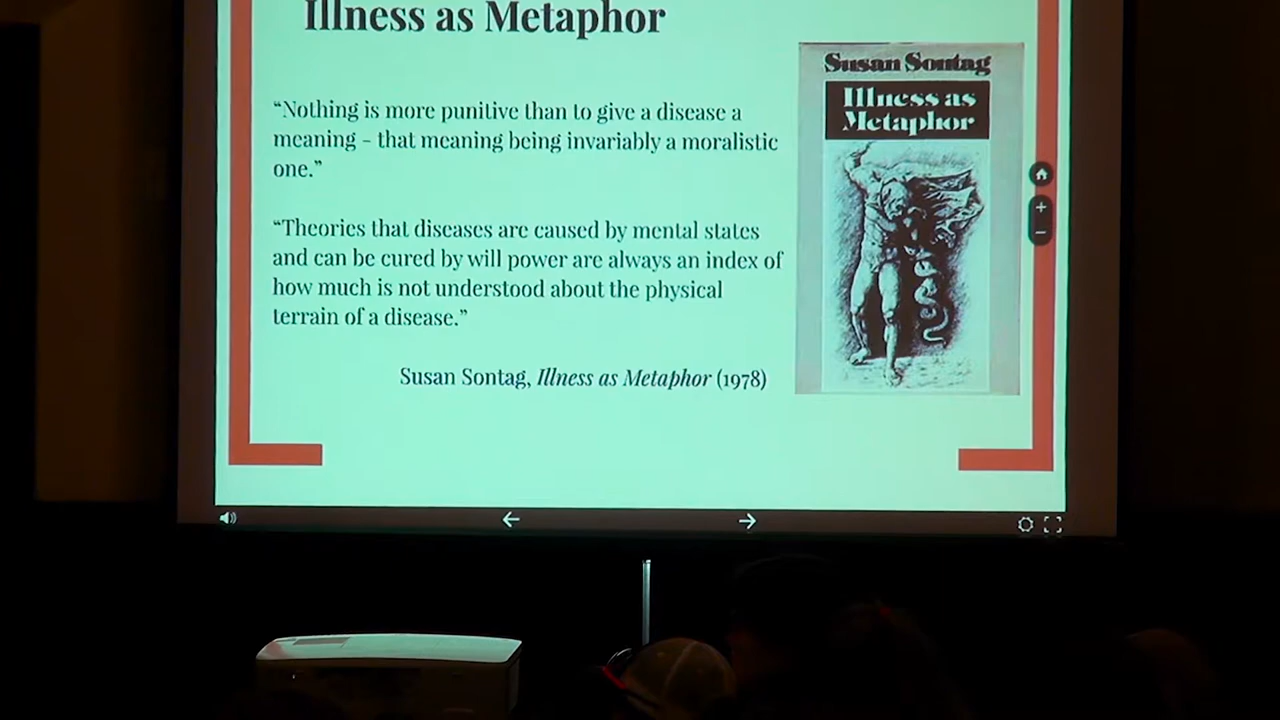 Illness as Metaphor
“Nothing is more punitive than to give a disease a
meaning – that meaning being invariably a moralistic
one.”
“Theories that diseases are caused by mental states
and can be cured by will power are always an index of
how much is not understood about the physical
terrain of a disease.”
Susan Sontag, Illness as Metaphor (1978)
Susan Sontag
Illness as
Metaphor